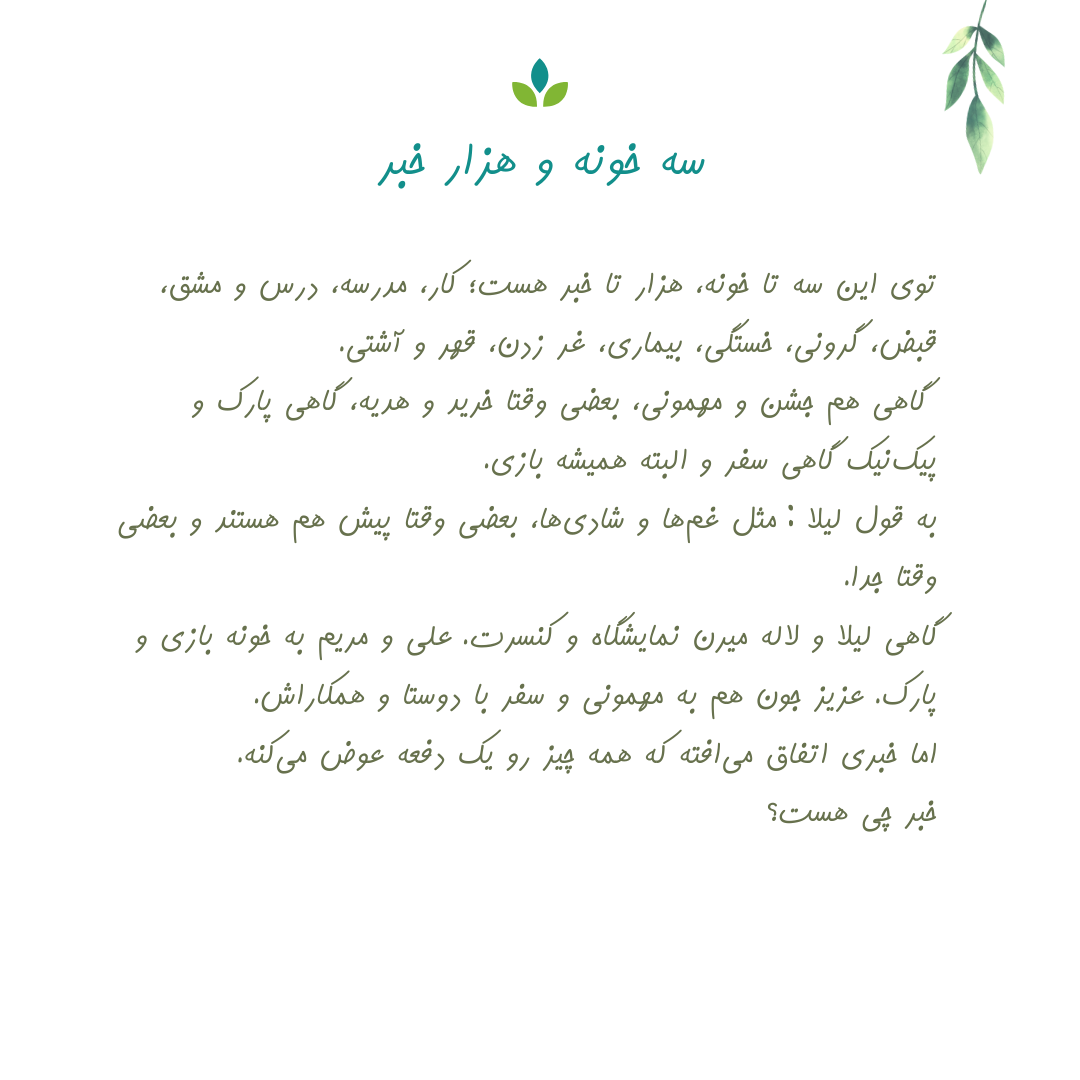 سه خونه و هزار خبر
توی این سه تا خونه، هزار تا خبر هست؛ کار، مدرسه، درس و مشق،
قبض، گرونی، خستگی، بیماری، غر زدن، قهر و آشتی.
گاهی هم جشن و مهمونی، بعضی وقتا خرید و هدیه، گاهی پارک و
پیک‌نیک گاهی سفر و البته همیشه بازی.
به قول لیلا : مثل غم‌ها و شادی‌ها، بعضی وقتا پیش هم هستند و بعضی
وقتا جدا.
گاهی لیلا و لاله میرن نمایشگاه و کنسرت. علی و مریم به خونه بازی و
پارک. عزیز جون هم به مهمونی و سفر با دوستا و همکاراش.
اما خبری اتفاق می‌افته که همه چیز رو یک دفعه عوض می‌کنه.
خبر چی هست؟